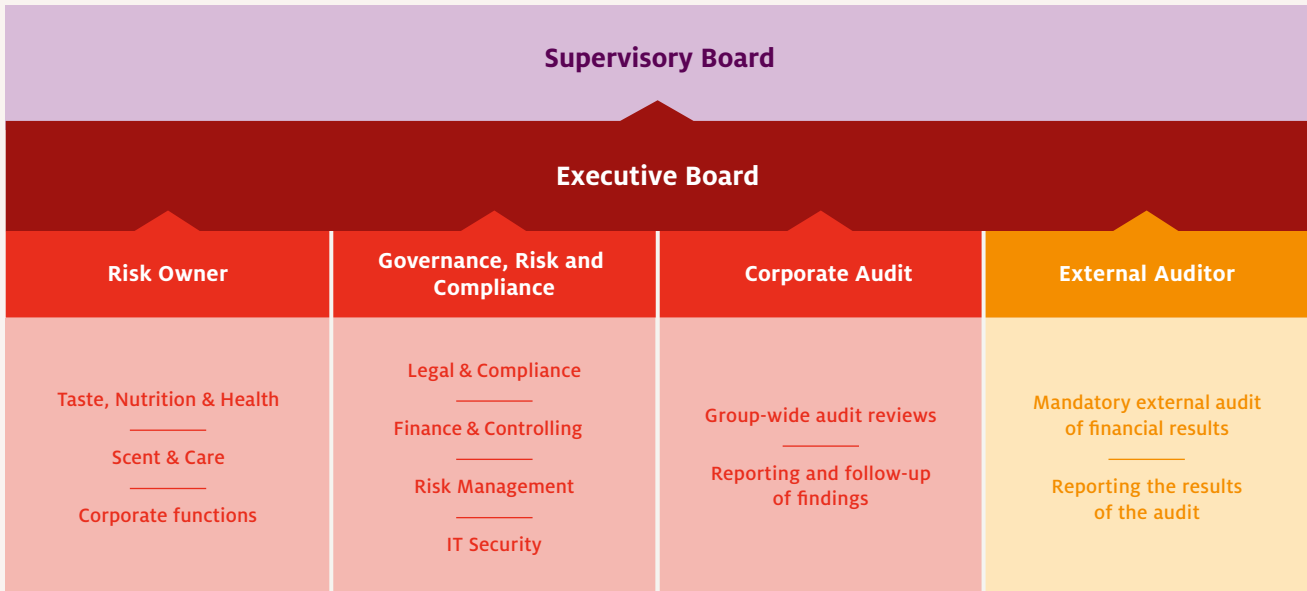 Supervisory Board
Executive Board
Risk Owner
Taste, Nutrition & Health
Scent & Care
Corporate functions
Governance, Risk and
Compliance
Legal & Compliance
Finance & Controlling
Risk Management
IT Security
Corporate Audit
Group-wide audit reviews
Reporting and follow-up
of findings
External Auditor
Mandatory external audit
of financial results
Reporting the results
of the audit